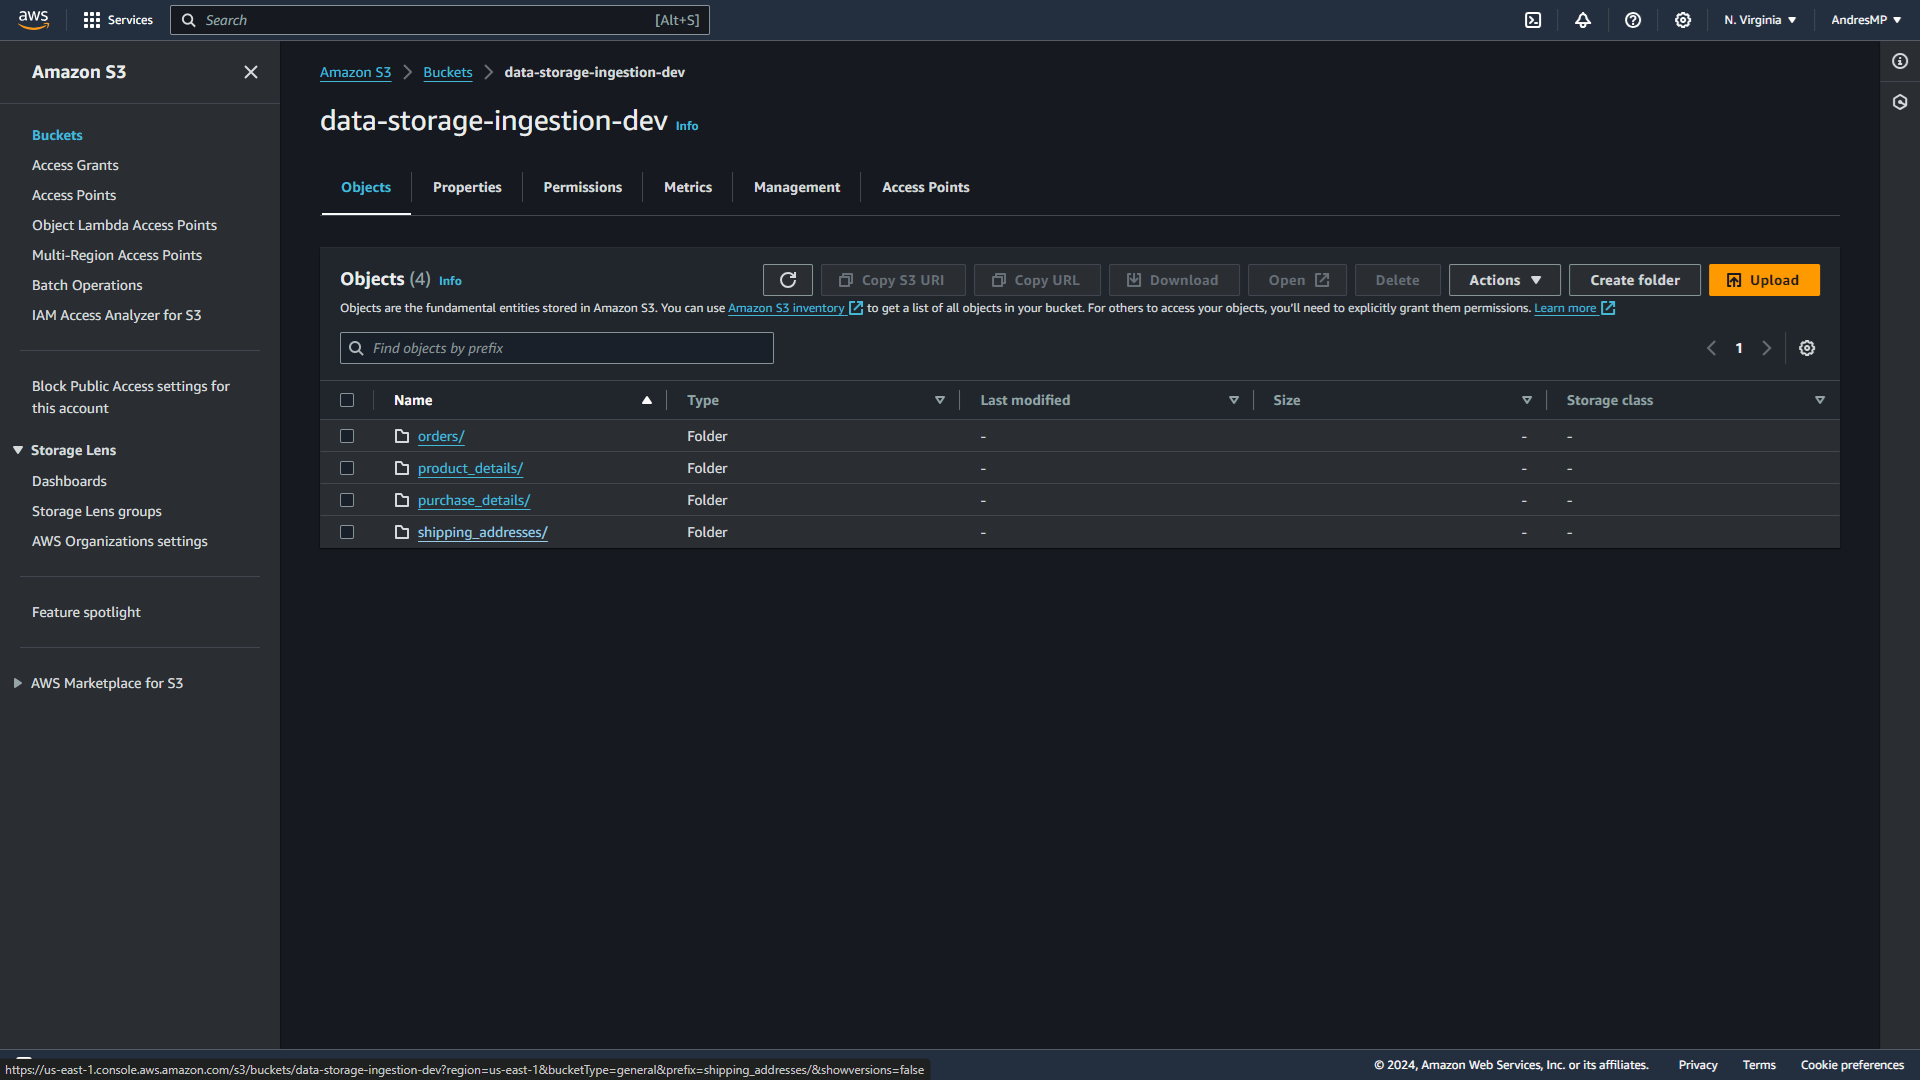 aws
Services
Search [Alt+S]
N. Virginia
AndresMP
Amazon S3
Buckets
Access Grants
Access Points
Object Lambda Access Points
Multi-Region Access Points
Batch Operations
IAM Access Analyzer for S3
Block Public Access settings for
this account
Storage Lens
Dashboards
Storage Lens groups
AWS Organizations settings
Feature spotlight
AWS Marketplace for S3
Amazon S3 Buckets data-storage-ingestion-dev
data-storage-ingestion-dev Info
Objects Properties Permissions Metrics Management Access Points
Objects (4) Info
Copy S3 URI Copy URL Download Open Delete Actions Create folder Upload
Objects are the fundamental entities stored in Amazon S3. You can use Amazon S3 inventory to get a list of all objects in your bucket. For others to access your objects, you'll need to explicitly grant them permissions. Learn more
Find objects by prefix
1
Name Type Last modified Size Storage class
orders/ Folder - - -
product_details/ Folder - - -
purchase_details/ Folder - - -
shipping_addresses/ Folder - - -
https://us-east-1.console.aws.amazon.com/s3/buckets/data-storage-ingestion-dev?region=us-east-1&bucketType=general&prefix=shipping_addresses/&showversions=false
© 2024, Amazon Web Services, Inc. or its affiliates. Privacy Terms Cookie preferences